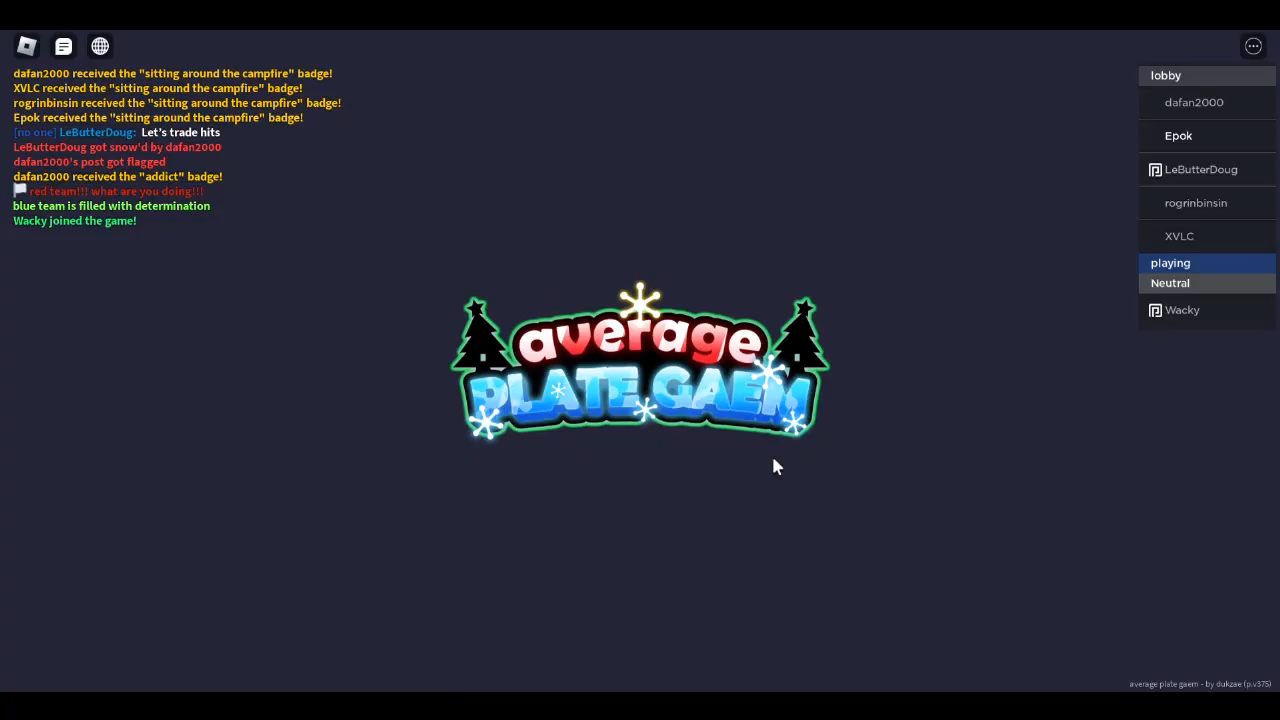 dafan2000 received the "sitting around the campfire" badge!
XVLC received the "sitting around the campfire" badge!
rogrinbinsin received the "sitting around the campfire" badge!
Epok received the "sitting around the campfire" badge!
[no one] LeButterDoug: Let's trade hits
LeButterDoug got snow'd by dafan2000
dafan2000's post got flagged
dafan2000 received the "addict" badge!
red team!!! what are you doing!!!
blue team is filled with determination
Wacky joined the game!
average
PLATE GAEM
lobby
dafan2000
Epok
LeButterDoug
rogrinbinsin
XVLC
playing
Neutral
Wacky
average plate gaem - by dukzae (p.v375)